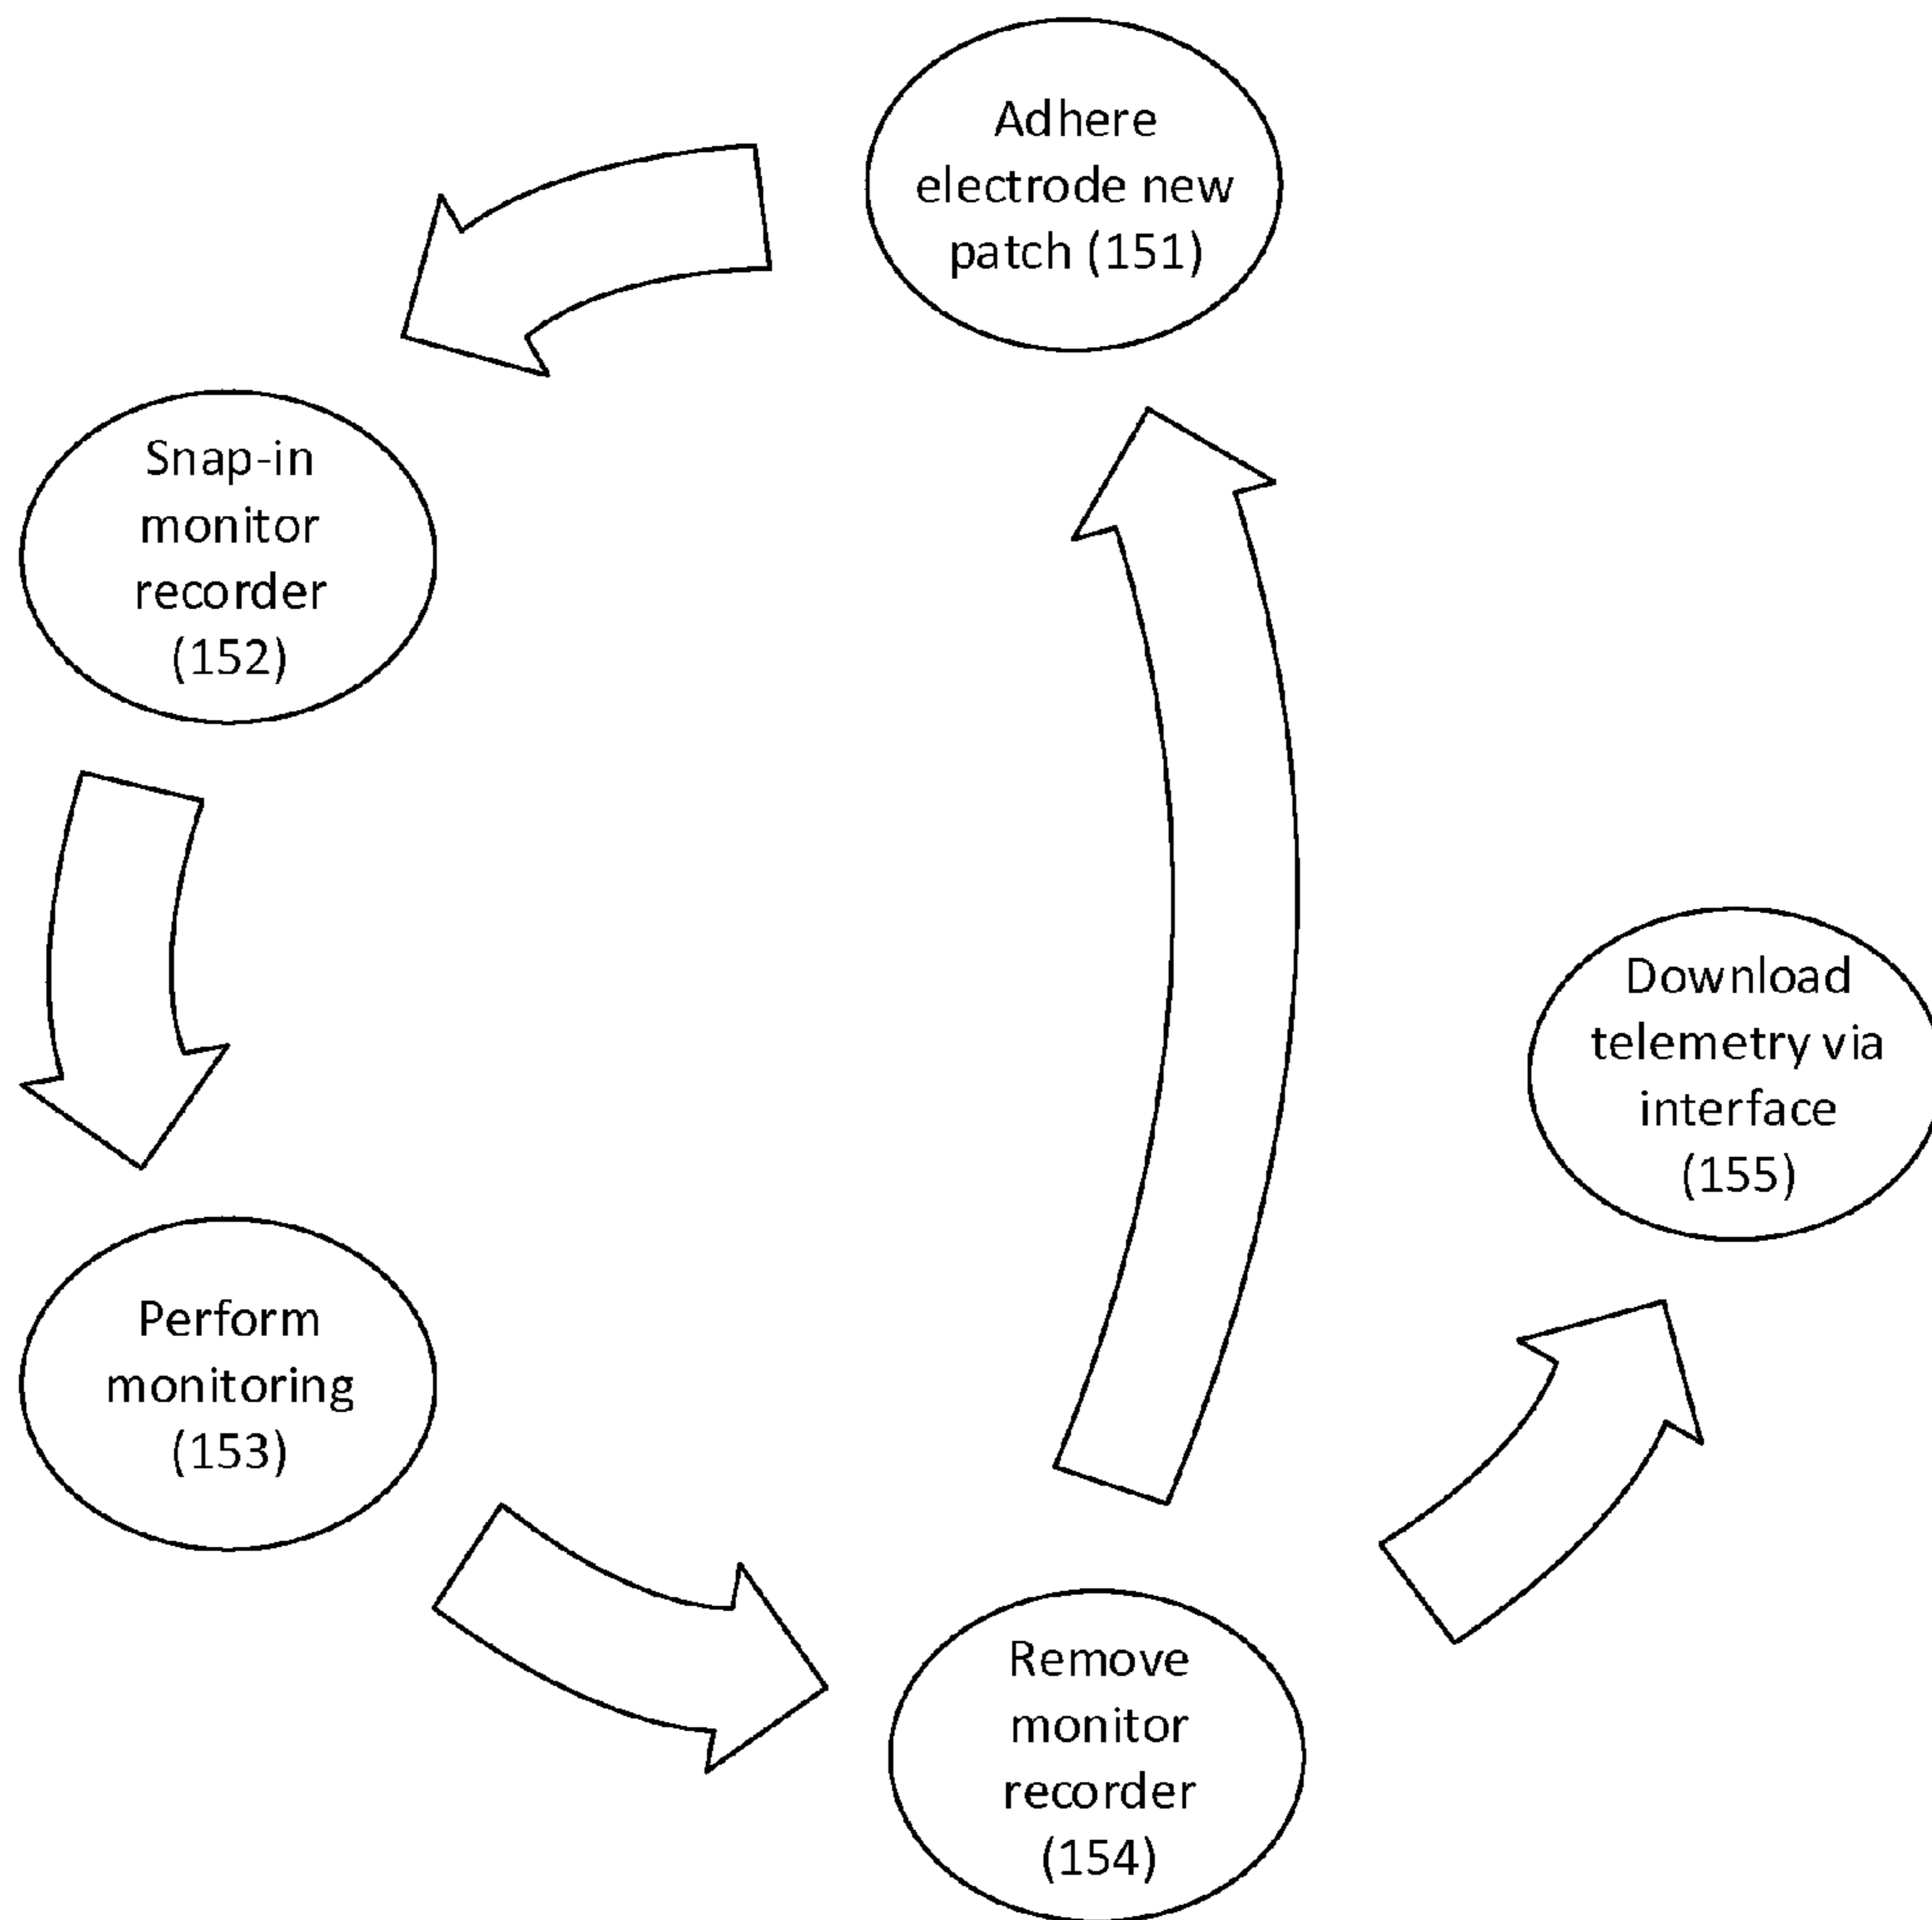 Adhere
electrode new
patch (151)
Snap-in
monitor
recorder
(152)
Perform
monitoring
(153)
Remove
monitor
recorder
(154)
Download
telemetry via
interface
(155)